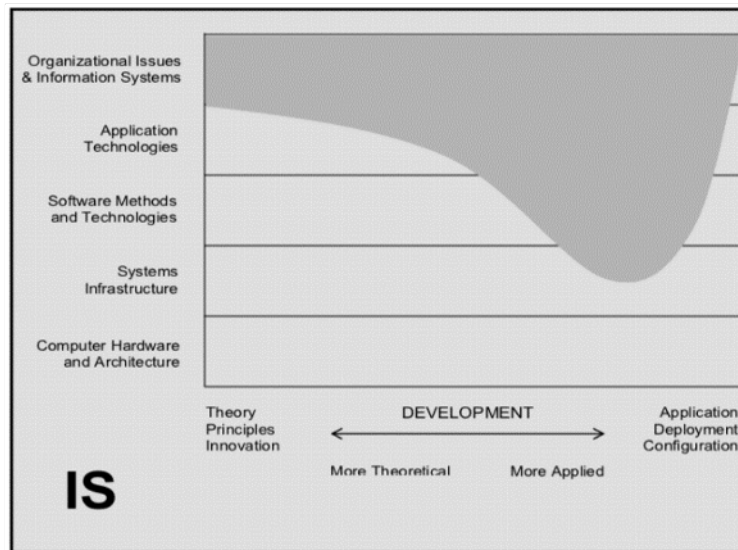 Organizational Issues
& Information Systems
Application
Technologies
Software Methods
and Technologies
Systems
Infrastructure
Computer Hardware
and Architecture
Theory
Principles
Innovation
DEVELOPMENT
Application
Deployment
Configuration
More Theoretical
More Applied
IS